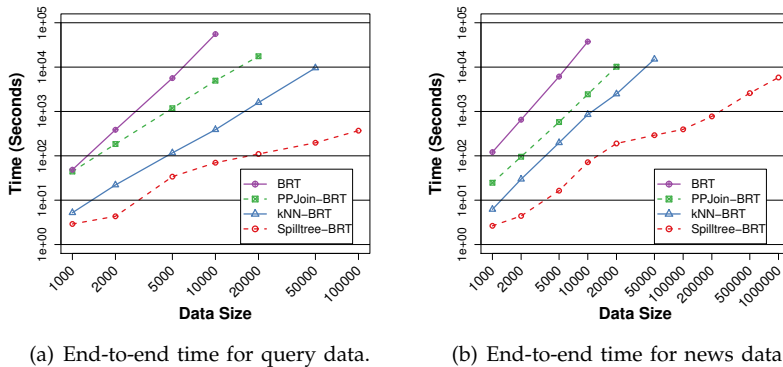 1e+05
1e+04
1e+03
1e+02
1e+01
1e+00
Time (Seconds)
BRT
PPJoin−BRT
kNN−BRT
Spilltree−BRT
1000
2000
5000
10000
20000
50000
100000
Data Size
(a) End-to-end time for query data.
1e+05
1e+04
1e+03
1e+02
1e+01
1e+00
Time (Seconds)
BRT
PPJoin−BRT
kNN−BRT
Spilltree−BRT
1000
2000
5000
10000
20000
50000
100000
200000
500000
1000000
Data Size
(b) End-to-end time for news data